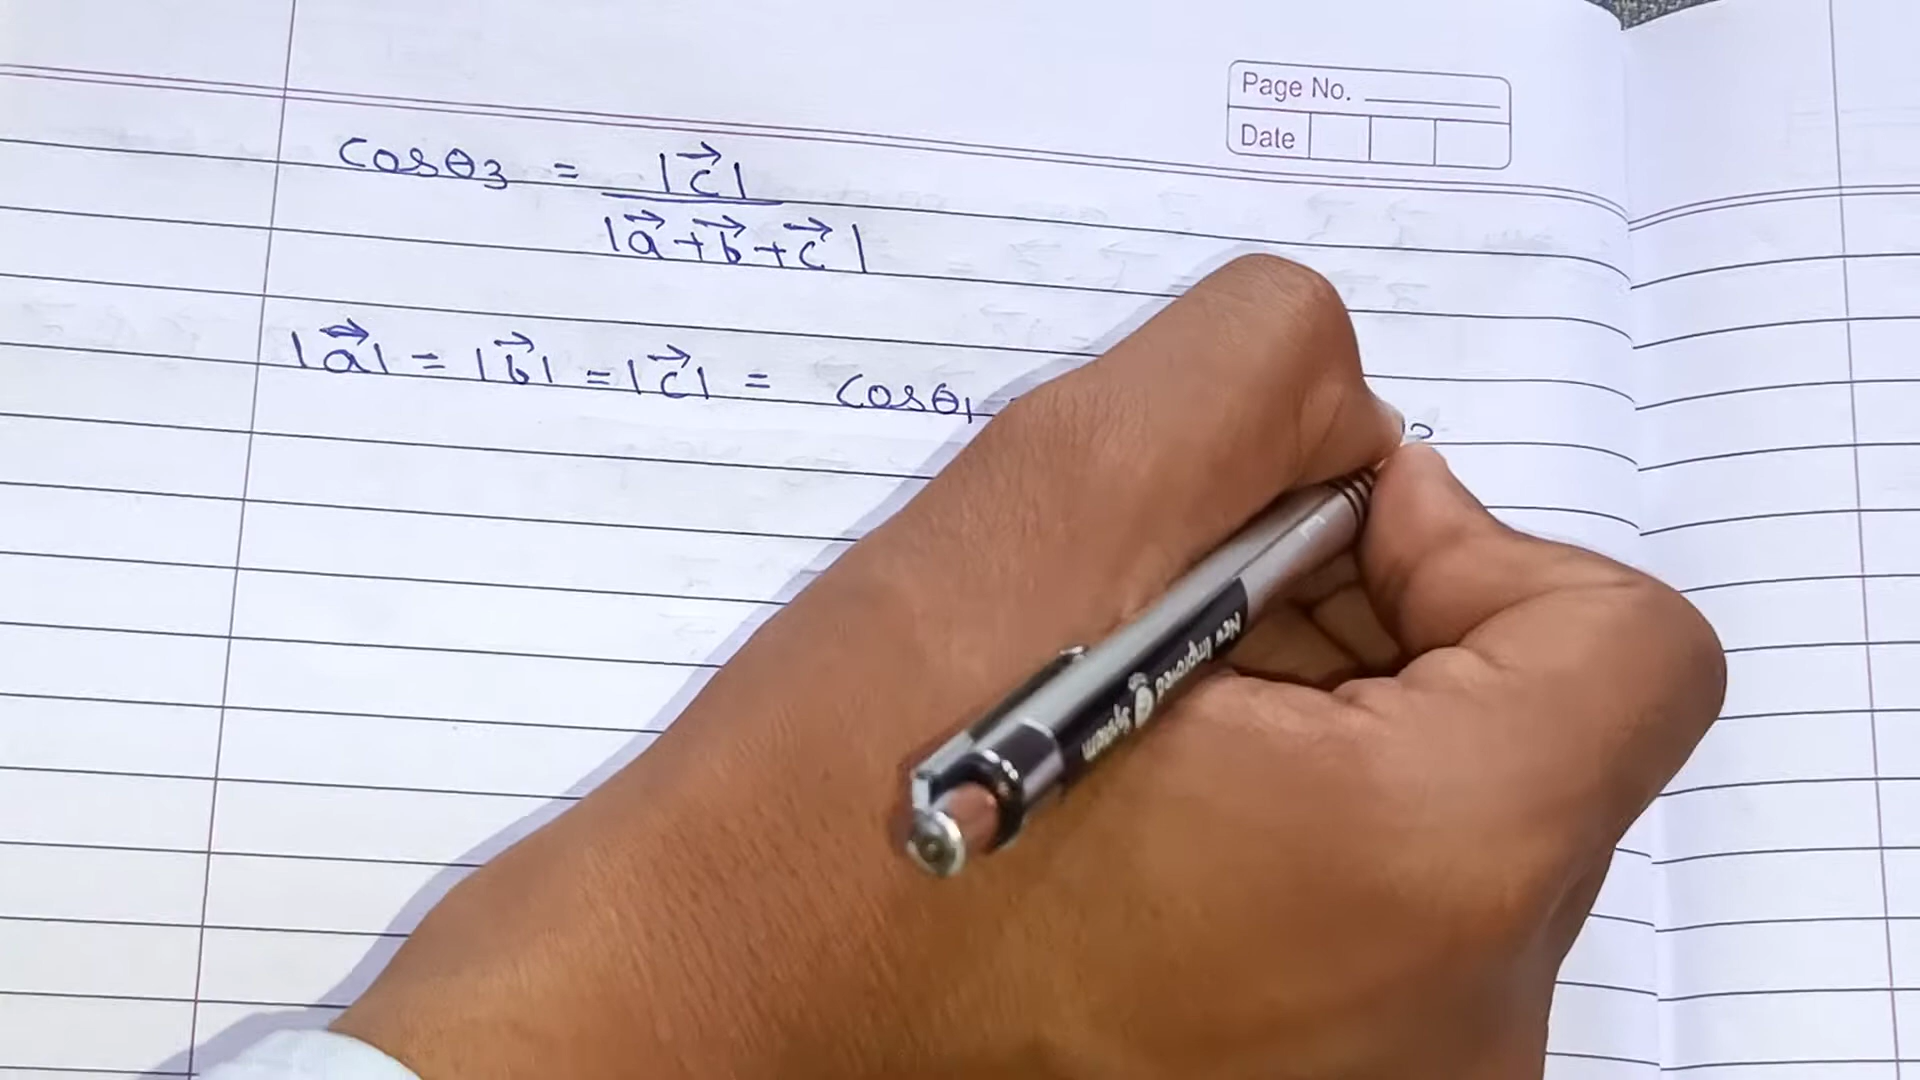 Page No.
Date
cosθ3 = |c⃗|
|a⃗+b⃗+c⃗|
|a⃗| = |b⃗| = |c⃗| = cosθ1
New Improved System